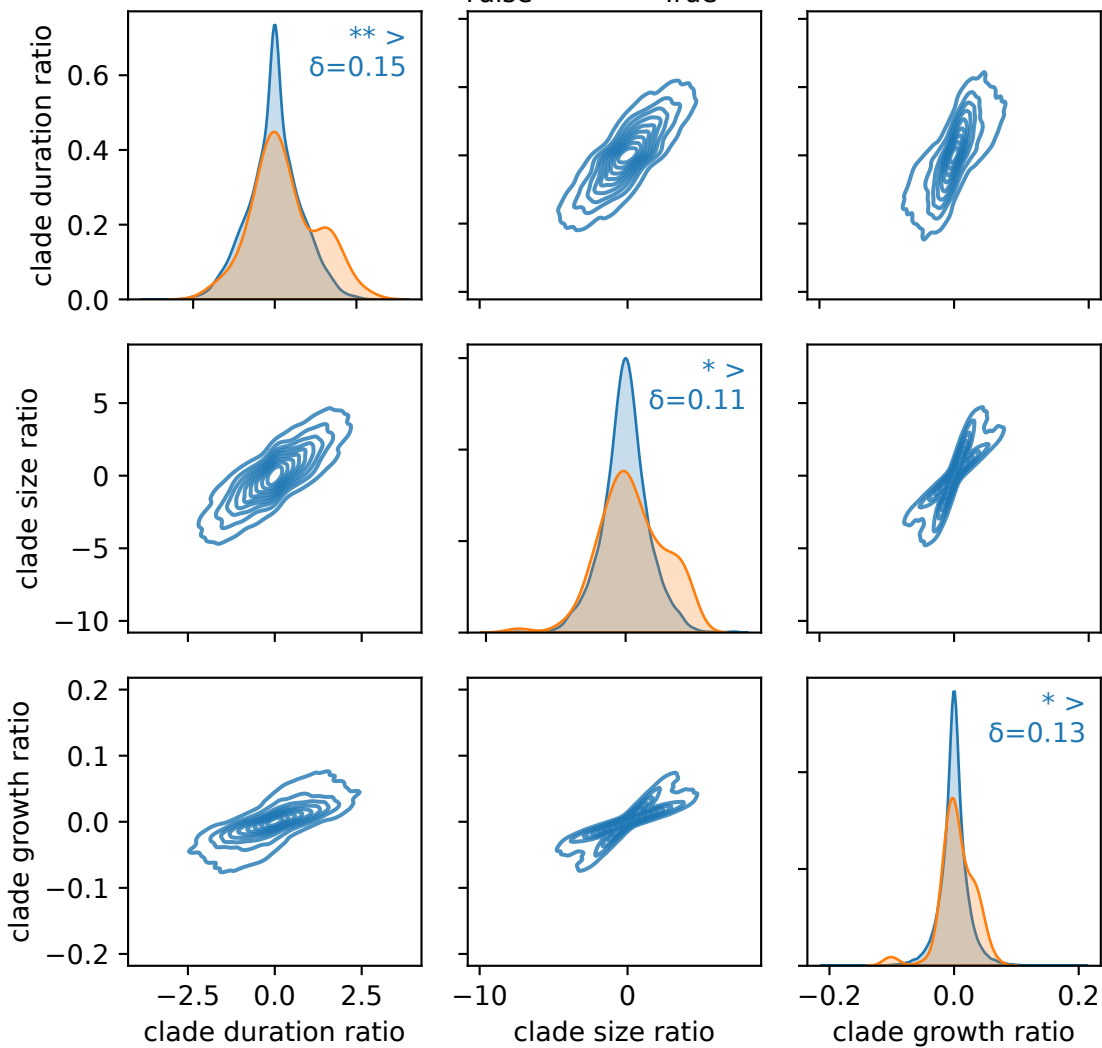 True
clade duration ratio
0.6
0.4
0.2
0.0
** >
δ=0.15
clade size ratio
5
0
−5
−10
* >
δ=0.11
clade growth ratio
0.2
0.1
0.0
−0.1
−0.2
* >
δ=0.13
−2.5 0.0 2.5
−10 0
−0.2 0.0 0.2
clade duration ratio
clade size ratio
clade growth ratio